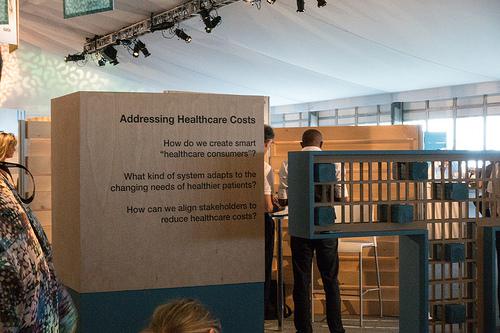 Addressing Healthcare Costs
How do we create smart
"healthcare consumers"?
What kind of system adapts to the
changing needs of healthier patients?
How can we align stakeholders to
reduce healthcare costs?